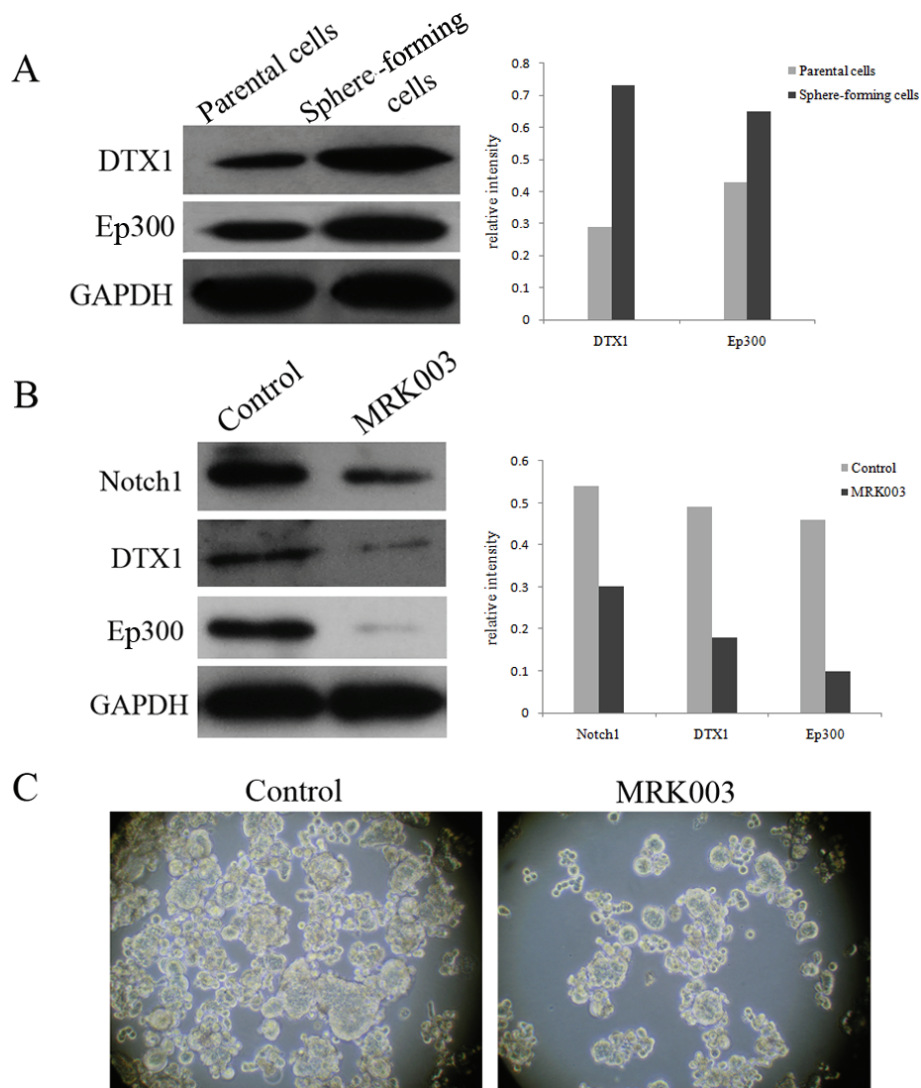 A
Parental cells
Sphere-forming
cells
DTX1
Ep300
GAPDH
Parental cells
Sphere-forming cells
relative intensity
0.8
0.7
0.6
0.5
0.4
0.3
0.2
0.1
0
DTX1 Ep300
B
Control
MRK003
Notch1
DTX1
Ep300
GAPDH
Control
MRK003
relative intensity
0.6
0.5
0.4
0.3
0.2
0.1
0
Notch1 DTX1 Ep300
C
Control
MRK003